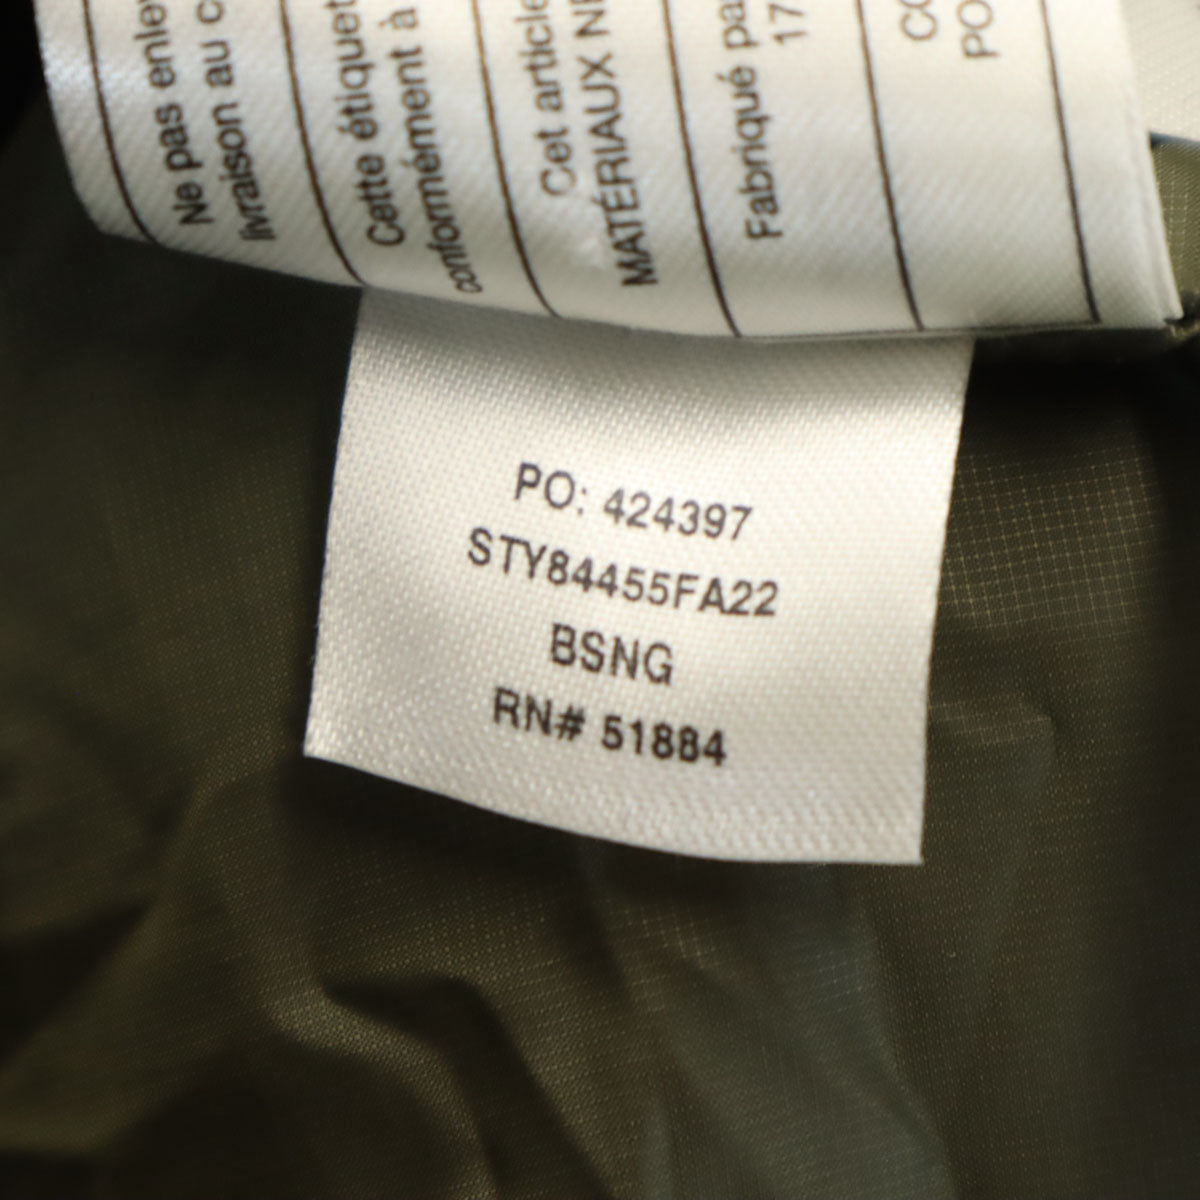 Ne pas enlev
livraison au c
Cette étiquet
conformément à
Cet article
MATÉRIAUX NE
Fabriqué pa
17
CO
PO
PO: 424397
STY84455FA22
BSNG
RN# 51884